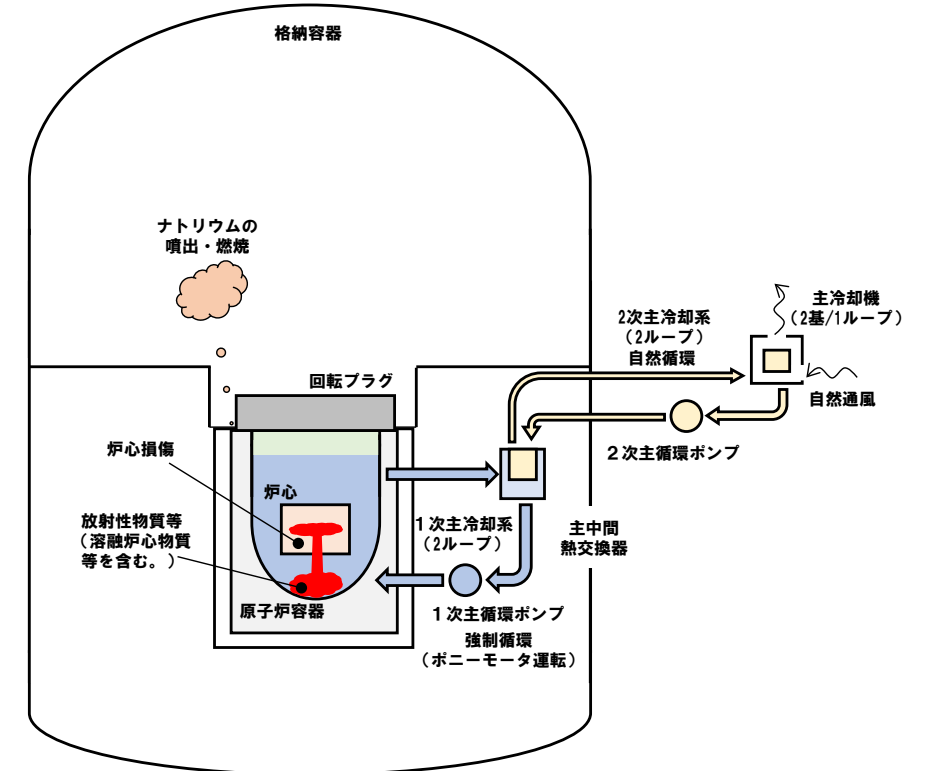 格納容器
ナトリウムの
噴出・燃焼
主冷却機
（2基/1ループ）
2次主冷却系
（2ループ）
自然循環
回転プラグ
自然通風
炉心損傷
２次主循環ポンプ
炉心
放射性物質等
（溶融炉心物質
等を含む。）
１次主冷却系
（2ループ）
主中間
熱交換器
原子炉容器
１次主循環ポンプ
強制循環
（ポニーモータ運転）